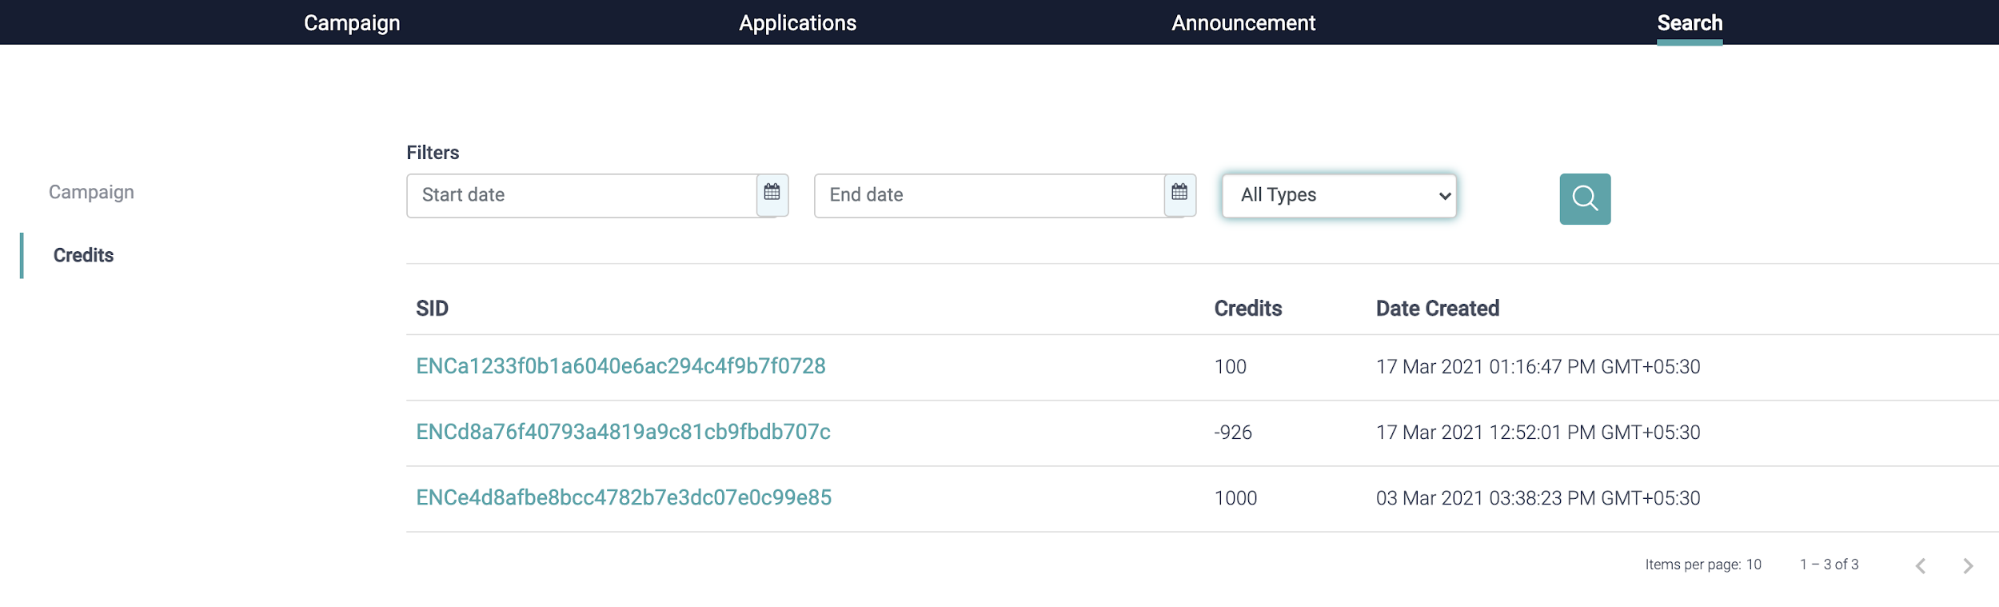 Campaign Applications Announcement Search
Filters
Campaign
Credits
Start date End date All Types
SID Credits Date Created
ENCa1233f0b1a6040e6ac294c4f9b7f0728 100 17 Mar 2021 01:16:47 PM GMT+05:30
ENCd8a76f40793a4819a9c81cb9fbdb707c -926 17 Mar 2021 12:52:01 PM GMT+05:30
ENCe4d8afbe8bcc4782b7e3dc07e0c99e85 1000 03 Mar 2021 03:38:23 PM GMT+05:30
Items per page: 10 1 – 3 of 3